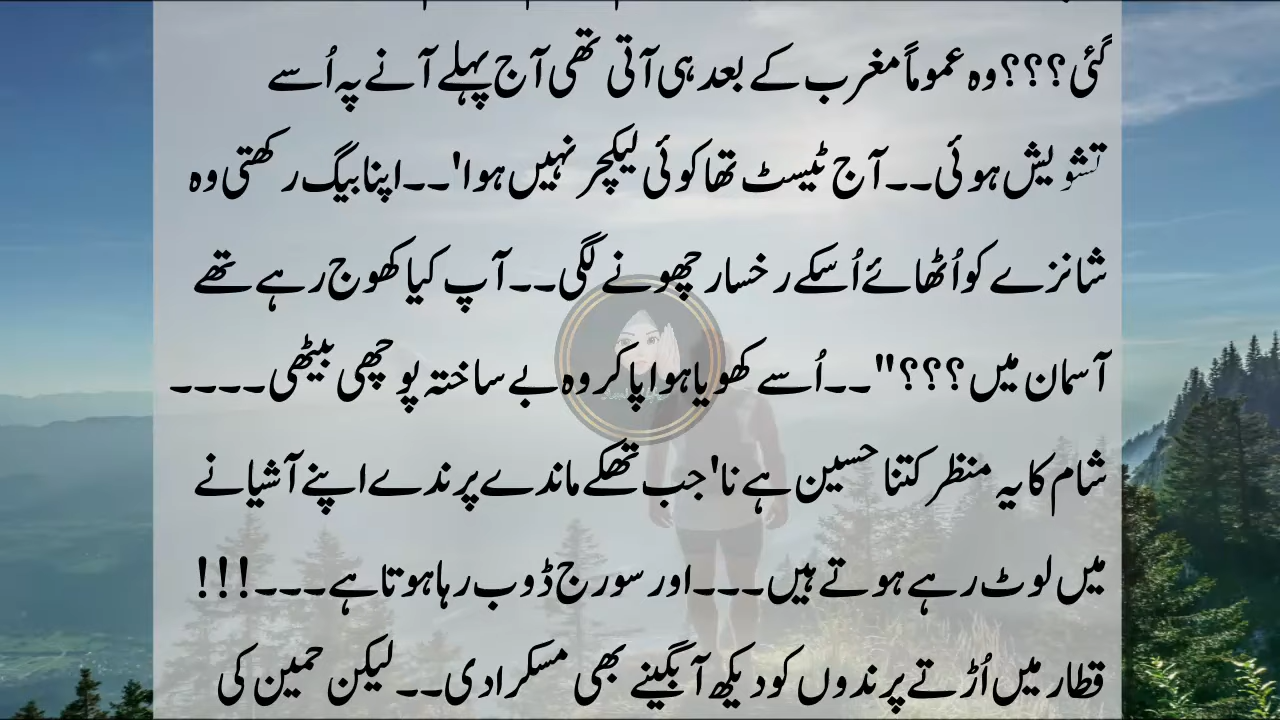 گئی؟؟؟وہ عموماً مغرب کے بعد ہی آتی تھی آج پہلے آنے پہ اُسے
تشویش ہوئی۔۔آج ٹیسٹ تھا کوئی لیکچر نہیں ہوا'۔۔اپنا بیگ رکھتی وہ
شانزے کو اُٹھائے اُسکے رخسار چھونے لگی۔۔آپ کیا کھوج رہے تھے
آسمان میں؟؟؟"۔۔اُسے کھویا ہوا پا کر وہ بے ساختہ پوچھی بیٹھی۔۔۔۔
شام کا یہ منظر کتنا حسین ہے نا'جب تھکے ماندے پرندے اپنے آشیانے
میں لوٹ رہے ہوتے ہیں۔۔۔اور سورج ڈوب رہا ہوتا ہے۔۔۔!!!
قطار میں اُڑتے پرندوں کو دیکھ آبگینے بھی مسکرا دی۔۔لیکن حمین کی